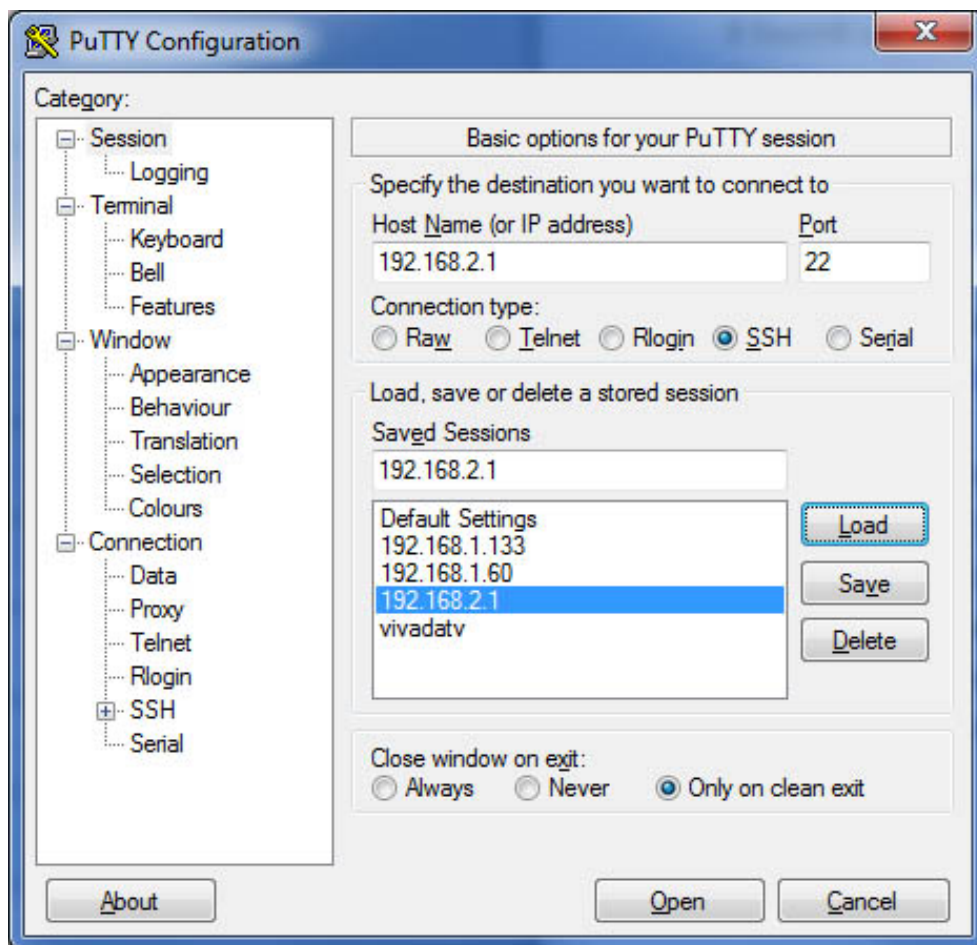 PuTTY Configuration
X
Category:
Session
Logging
Terminal
Keyboard
Bell
Features
Window
Appearance
Behaviour
Translation
Selection
Colours
Connection
Data
Proxy
Telnet
Rlogin
SSH
Serial
Basic options for your PuTTY session
Specify the destination you want to connect to
Host Name (or IP address) Port
192.168.2.1 22
Connection type:
Raw Telnet Rlogin SSH Serial
Load, save or delete a stored session
Saved Sessions
192.168.2.1
Default Settings
192.168.1.133
192.168.1.60
192.168.2.1
vivadatv
Load
Save
Delete
Close window on exit:
Always Never Only on clean exit
About Open Cancel